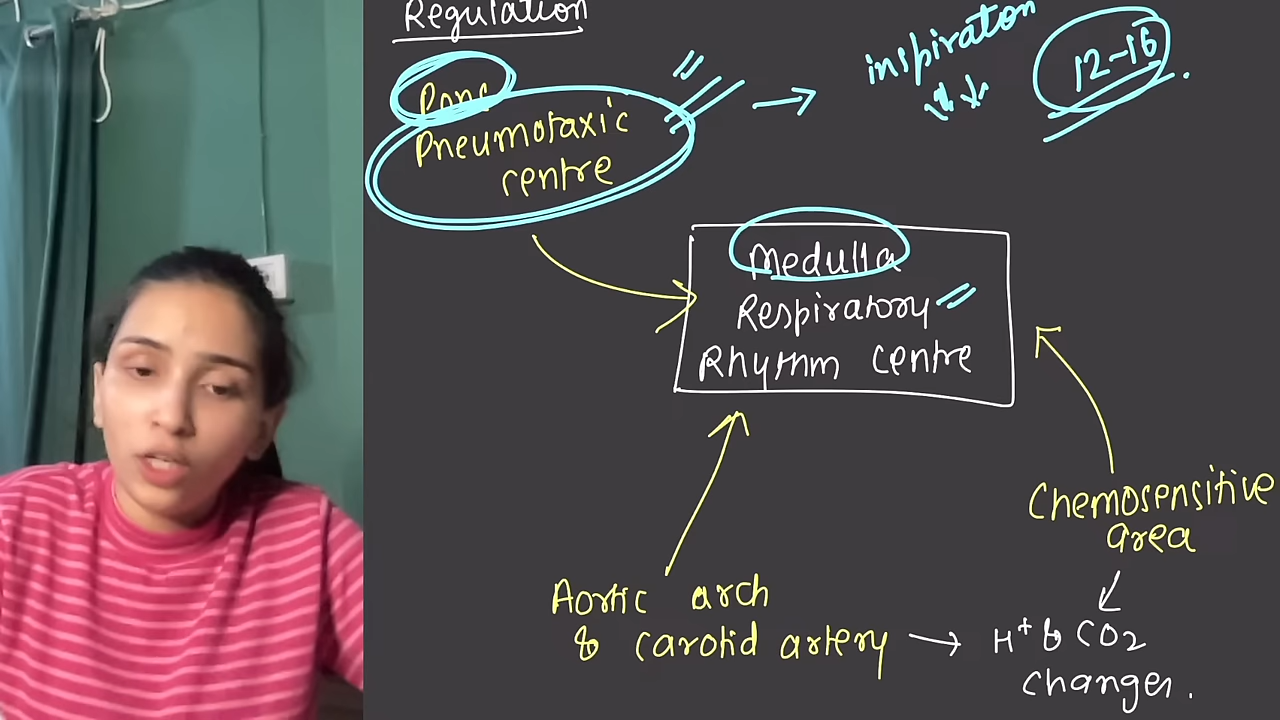 Regulation
Pons
Pneumotaxic
centre
inspiration
12-16
Medulla
Respiratory
Rhythm centre
Chemosensitive
area
Aortic arch
& carotid artery
H+ & CO2
changes.